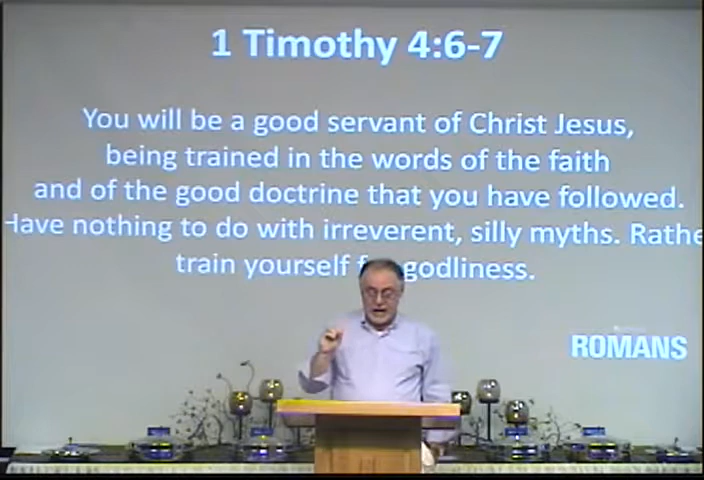 1 Timothy 4:6-7
You will be a good servant of Christ Jesus,
being trained in the words of the faith
and of the good doctrine that you have followed.
Have nothing to do with irreverent, silly myths. Rathe
train yourself godliness.
ROMANS